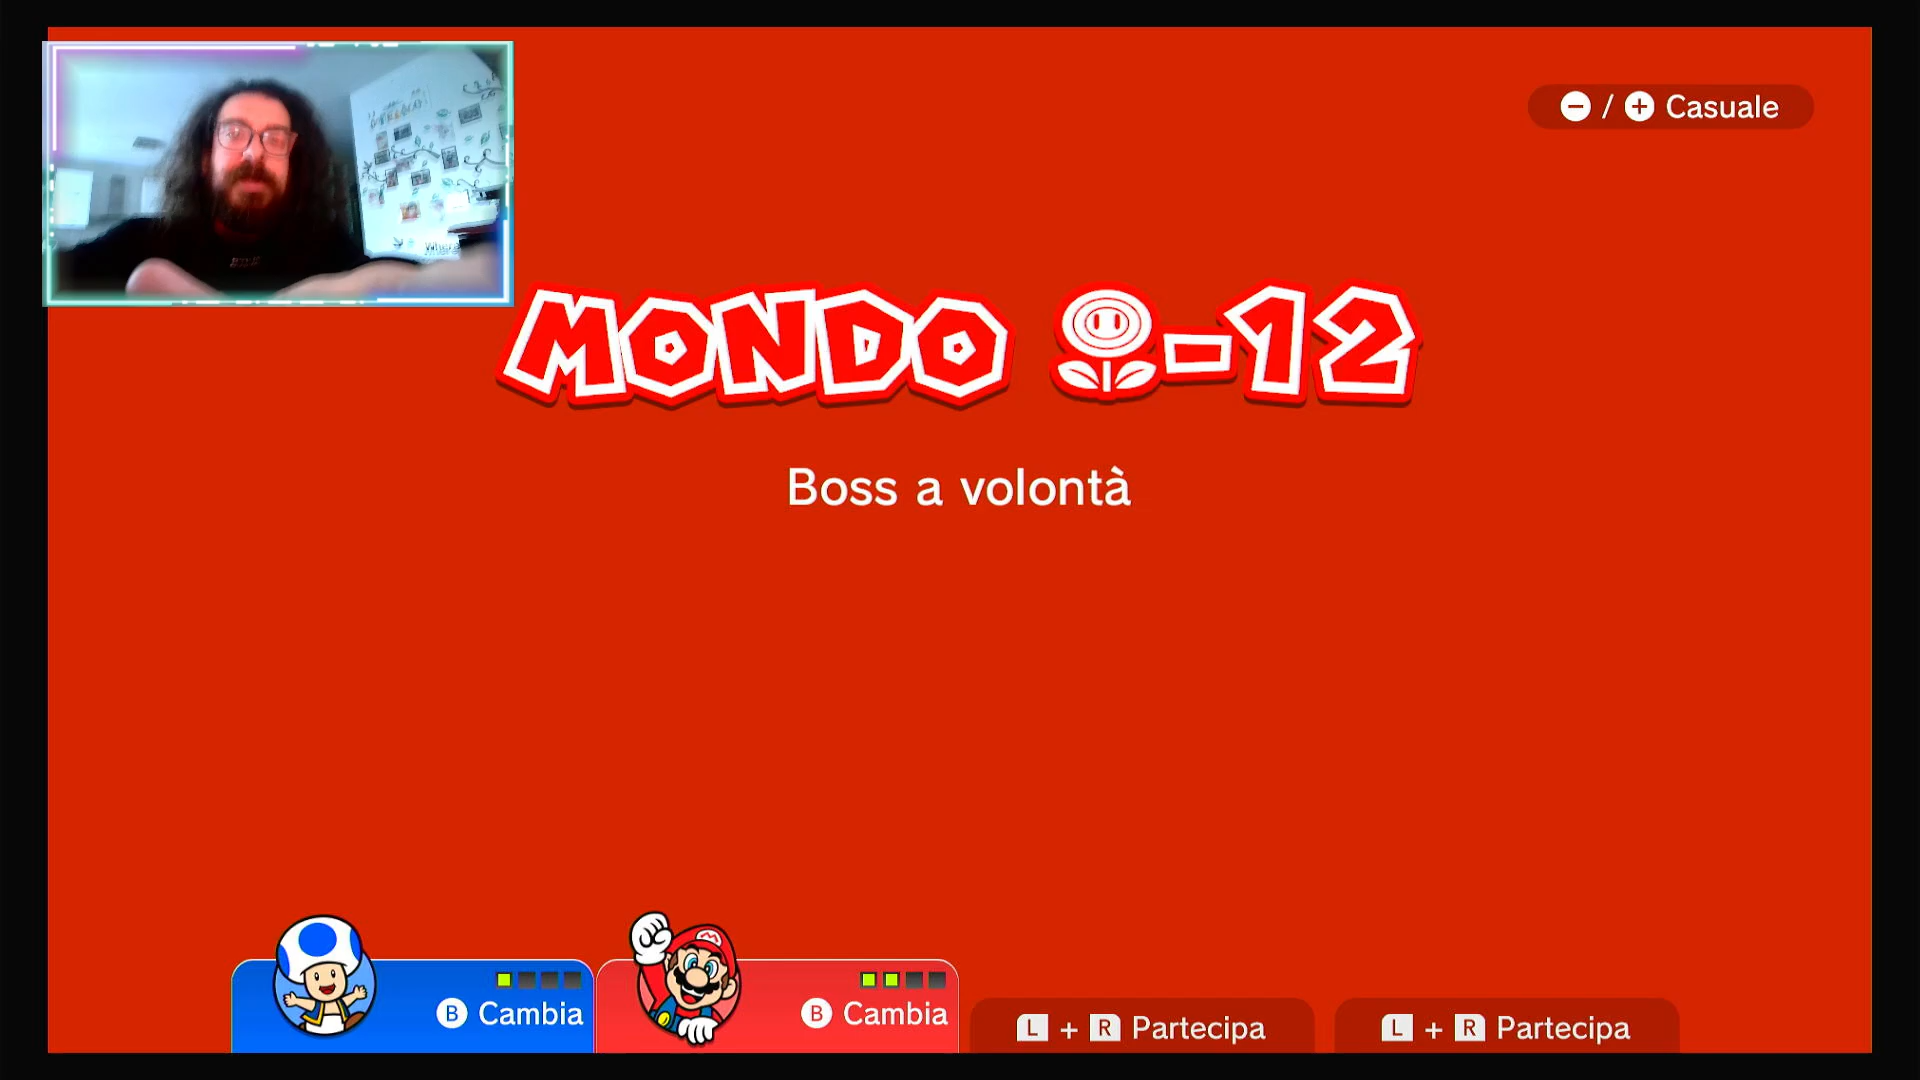 − / + Casuale
MONDO -12
Boss a volontà
B Cambia
B Cambia
L + R Partecipa
L + R Partecipa